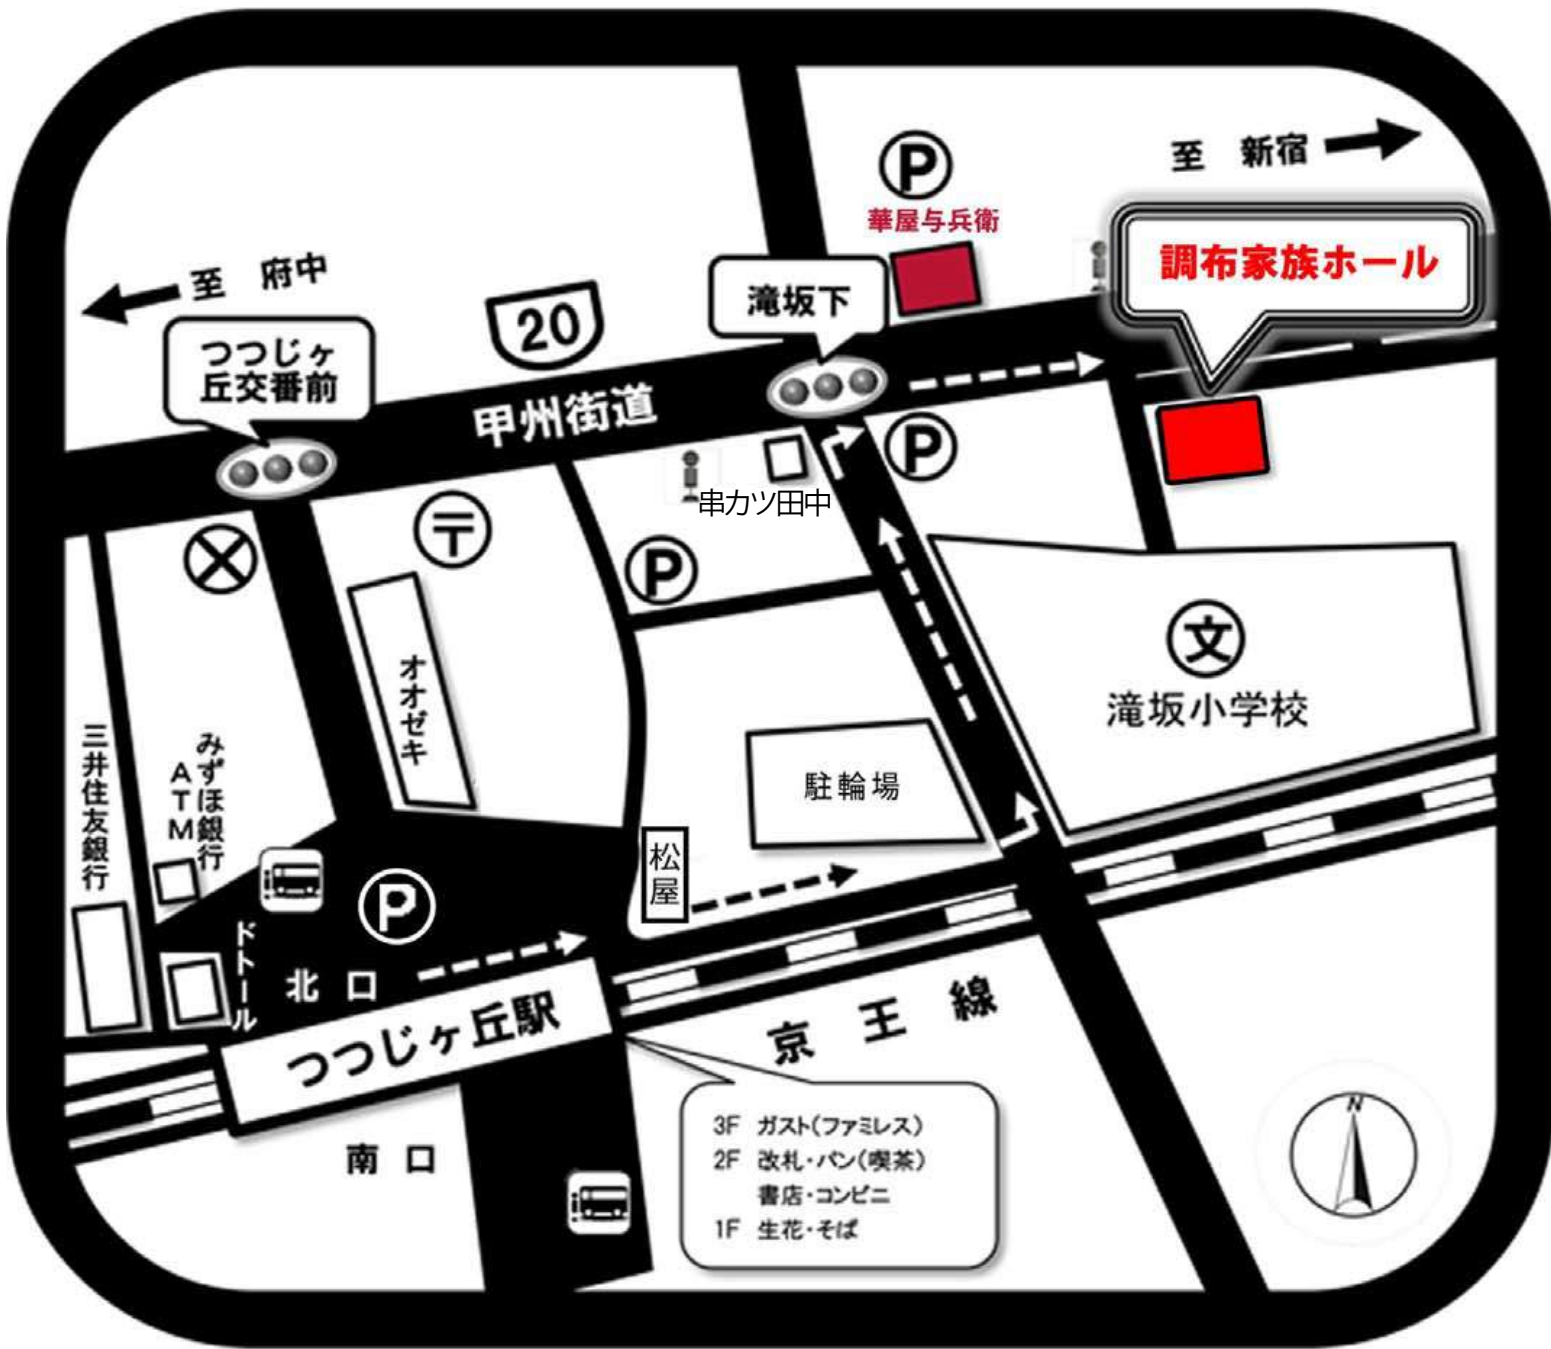 至 新宿
P
華屋与兵衛
調布家族ホール
至 府中
20
滝坂下
つつじヶ
丘交番前
甲州街道
P
串カツ田中
〒
P
文
滝坂小学校
オオゼキ
三井住友銀行
みずほ銀行
ATM
駐輪場
松屋
P
ドトール
北口
つつじヶ丘駅
京王線
南口
3F ガスト(ファミレス)
2F 改札・パン(喫茶)
書店・コンビニ
1F 生花・そば
N